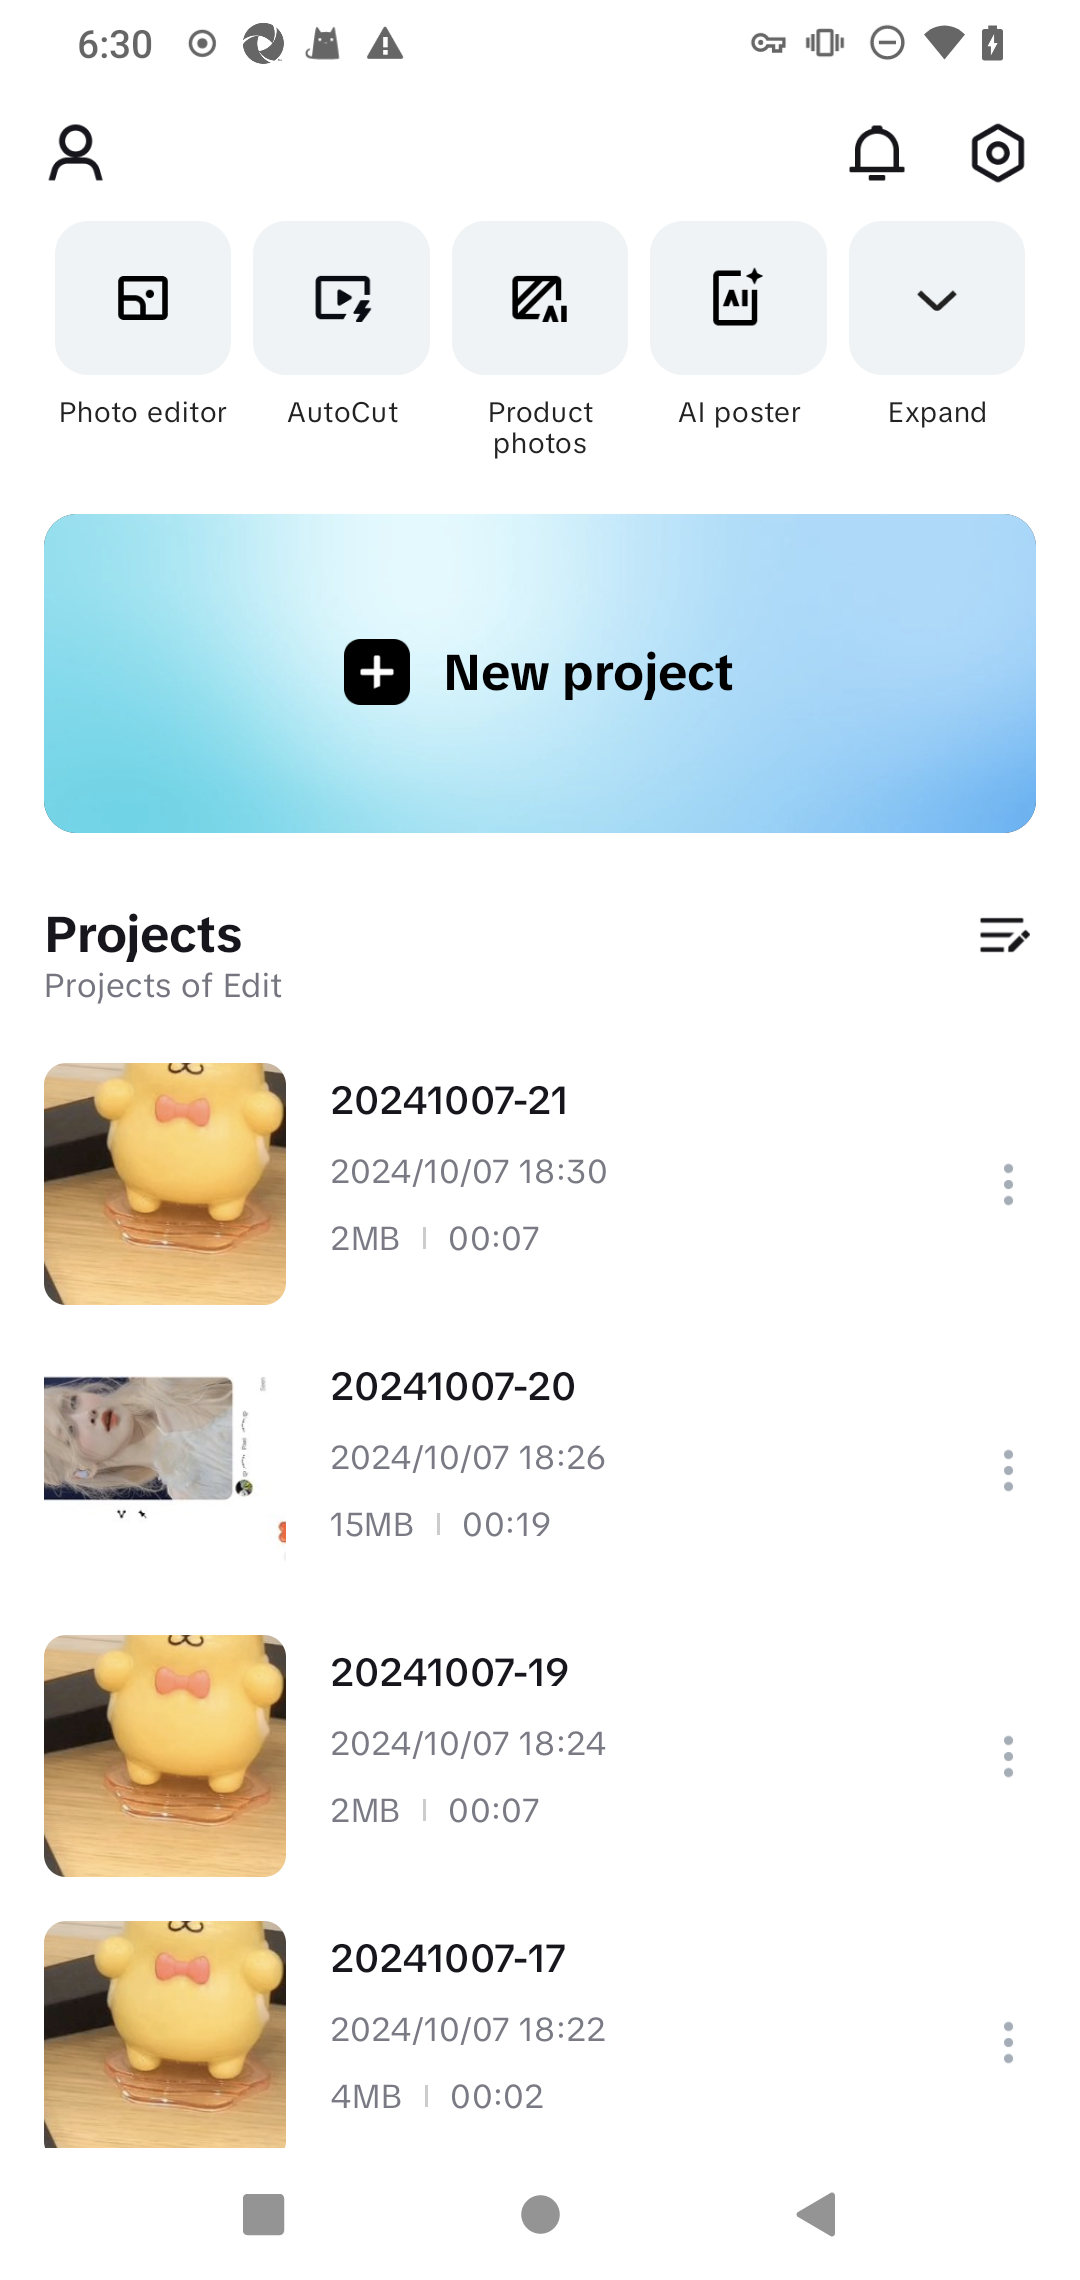 6:30
Photo editor
AutoCut
Product
photos
AI
AI poster
Expand
New project
Projects
Projects of Edit
20241007-21
2024/10/07 18:30
2MB | 00:07
20241007-20
2024/10/07 18:26
15MB | 00:19
20241007-19
2024/10/07 18:24
2MB | 00:07
20241007-17
2024/10/07 18:22
4MB | 00:02